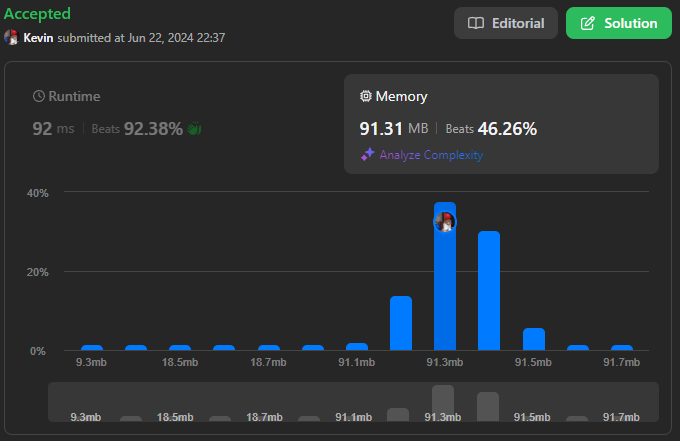 Accepted
Kevin submitted at Jun 22, 2024 22:37
Editorial
Solution
Runtime
92 ms | Beats 92.38%
Memory
91.31 MB | Beats 46.26%
Analyze Complexity
40%
20%
0%
9.3mb 18.5mb 18.7mb 91.1mb 91.3mb 91.5mb 91.7mb
9.3mb 18.5mb 18.7mb 91.1mb 91.3mb 91.5mb 91.7mb